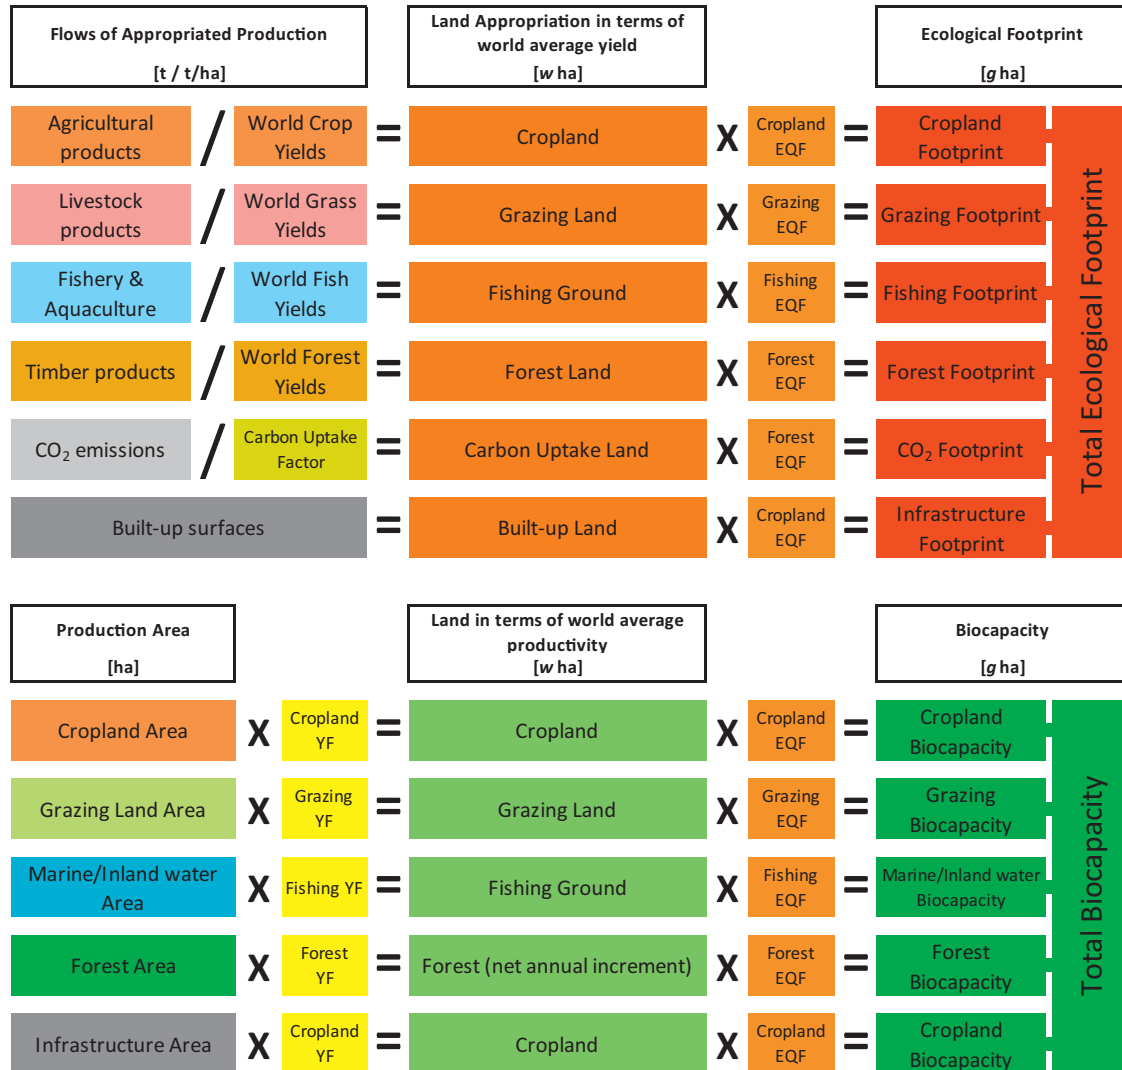 Flows of Appropriated Production
[t / t/ha]
Land Appropriation in terms of
world average yield
[w ha]
Ecological Footprint
[g ha]
Agricultural
products
/
World Crop
Yields
=
Cropland
X
Cropland
EQF
=
Cropland
Footprint
Livestock
products
/
World Grass
Yields
=
Grazing Land
X
Grazing
EQF
=
Grazing Footprint
Fishery &
Aquaculture
/
World Fish
Yields
=
Fishing Ground
X
Fishing
EQF
=
Fishing Footprint
Timber products
/
World Forest
Yields
=
Forest Land
X
Forest
EQF
=
Forest Footprint
CO₂ emissions
/
Carbon Uptake
Factor
=
Carbon Uptake Land
X
Forest
EQF
=
CO₂ Footprint
Built-up surfaces
=
Built-up Land
X
Cropland
EQF
=
Infrastructure
Footprint
Total Ecological Footprint
Production Area
[ha]
Land in terms of world average
productivity
[w ha]
Biocapacity
[g ha]
Cropland Area
X
Cropland
YF
=
Cropland
X
Cropland
EQF
=
Cropland
Biocapacity
Grazing Land Area
X
Grazing
YF
=
Grazing Land
X
Grazing
EQF
=
Grazing
Biocapacity
Marine/Inland water
Area
X
Fishing YF
=
Fishing Ground
X
Fishing
EQF
=
Marine/Inland water
Biocapacity
Forest Area
X
Forest
YF
=
Forest (net annual increment)
X
Forest
EQF
=
Forest
Biocapacity
Infrastructure Area
X
Cropland
YF
=
Cropland
X
Cropland
EQF
=
Cropland
Biocapacity
Total Biocapacity